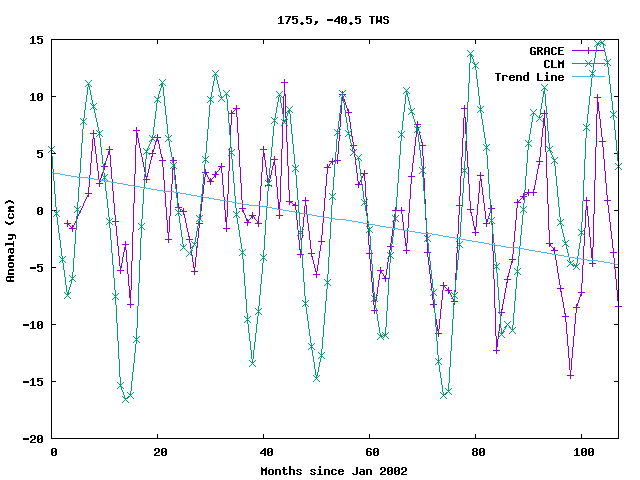 175.5, -40.5 TWS
GRACE
CLM
Trend Line
15
10
5
0
-5
-10
-15
-20
Anomaly (cm)
0 20 40 60 80 100
Months since Jan 2002